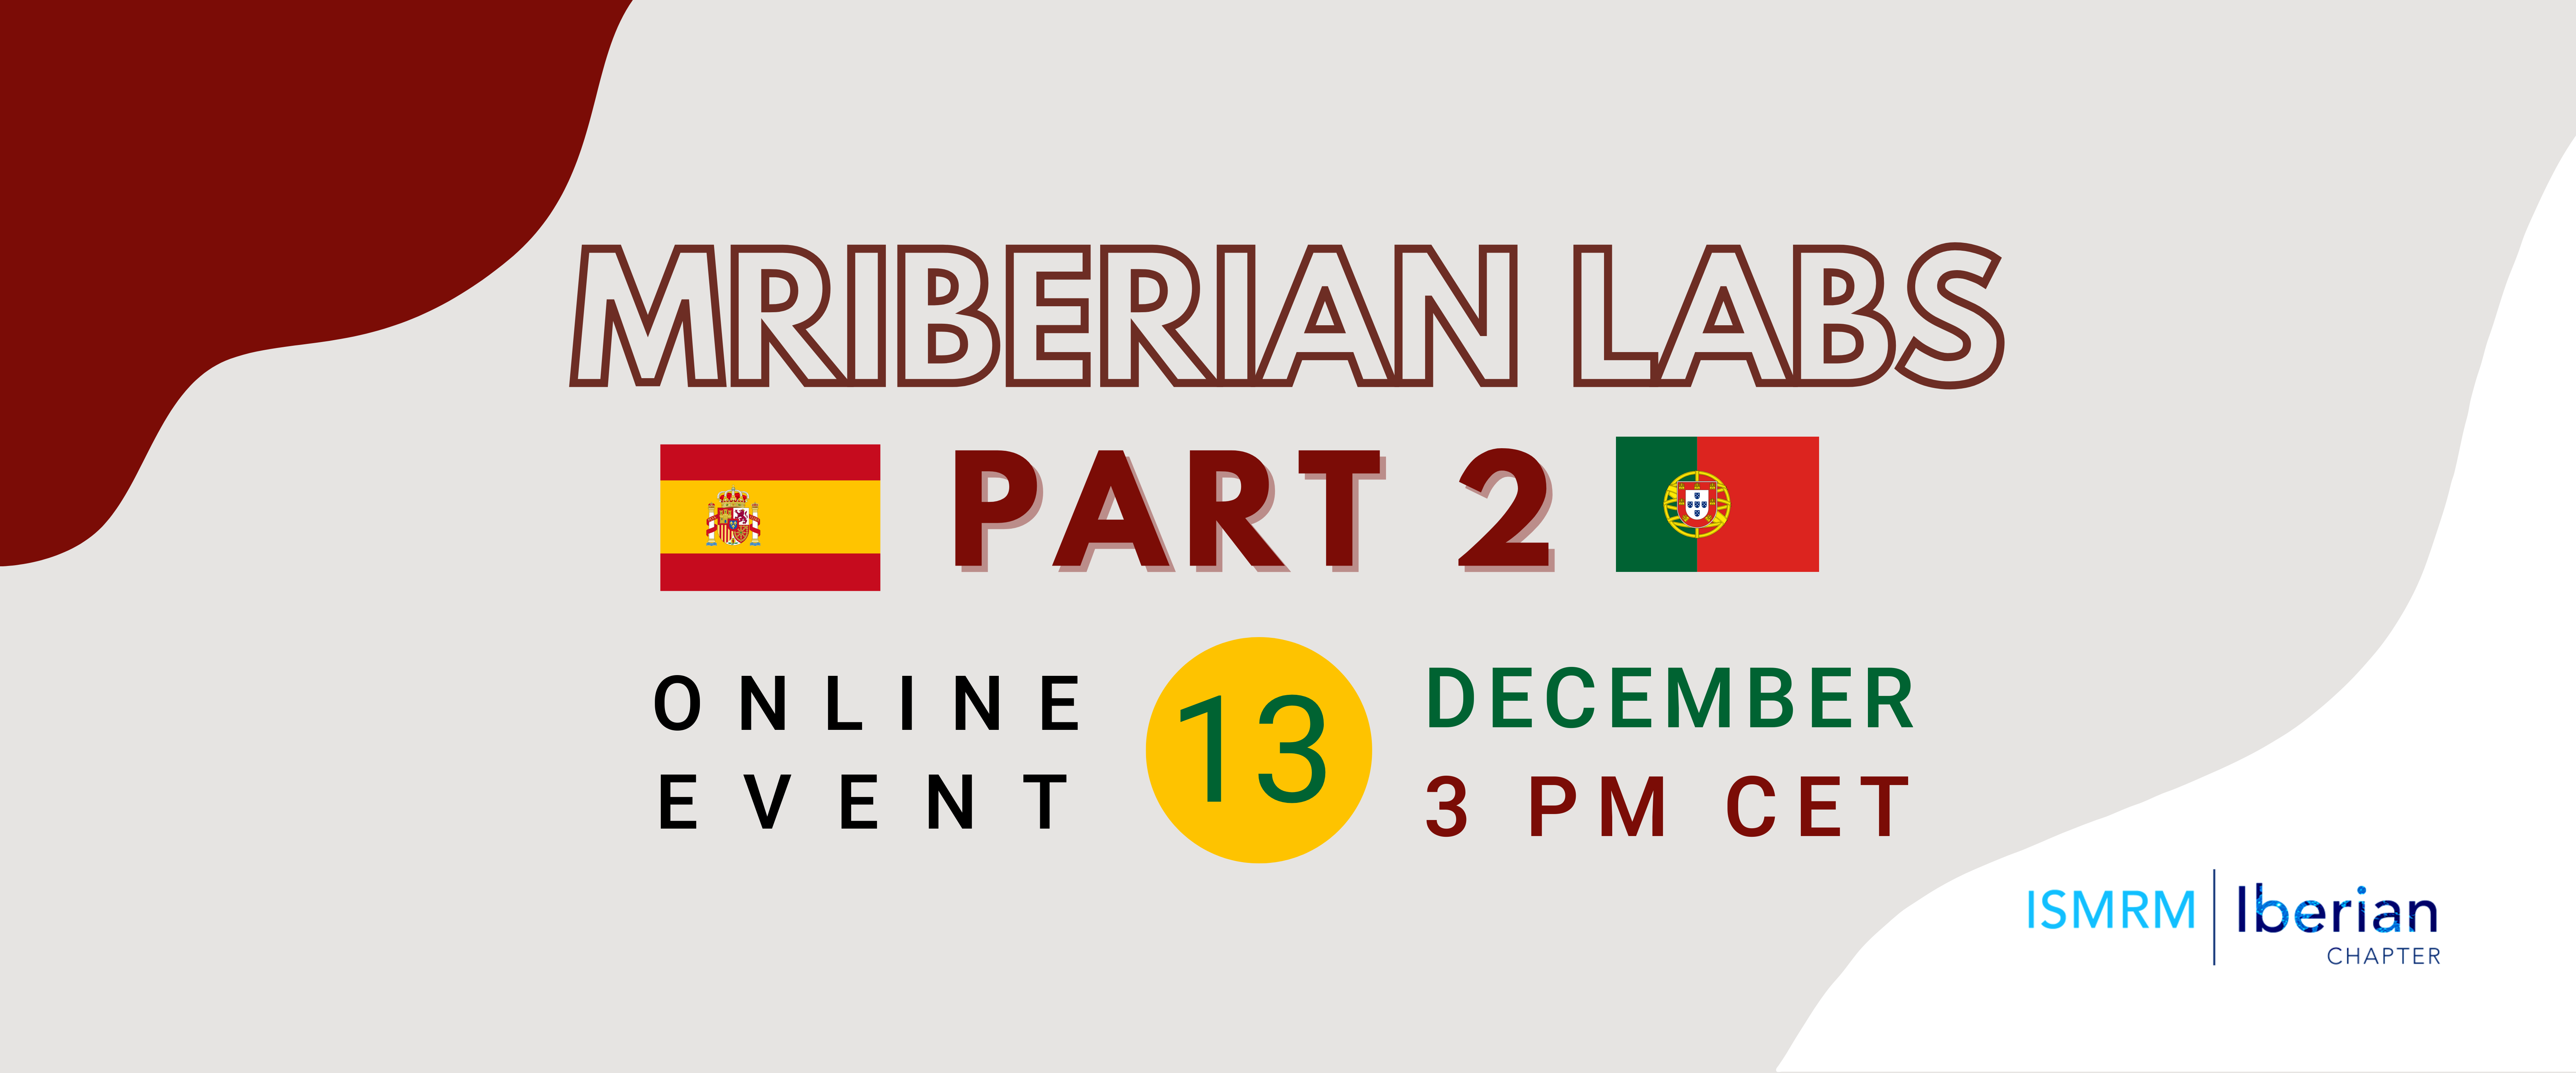 MRIBERIAN LABS
PART 2
ONLINE
EVENT
13
DECEMBER
3 PM CET
ISMRM | Iberian
CHAPTER